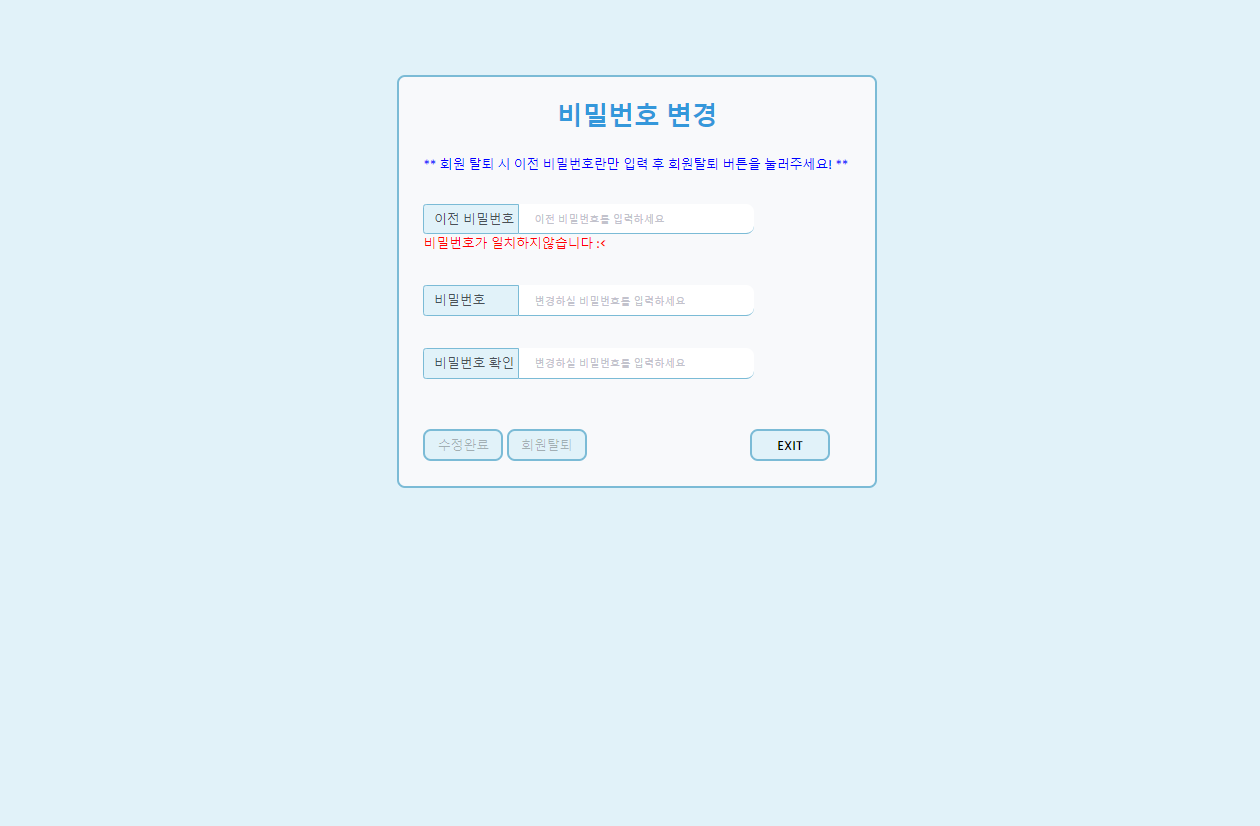 비밀번호 변경
** 회원 탈퇴 시 이전 비밀번호란만 입력 후 회원탈퇴 버튼을 눌러주세요! **
이전 비밀번호 이전 비밀번호를 입력하세요
비밀번호가 일치하지않습니다 :<
비밀번호 변경하실 비밀번호를 입력하세요
비밀번호 확인 변경하실 비밀번호를 입력하세요
수정완료 회원탈퇴 EXIT